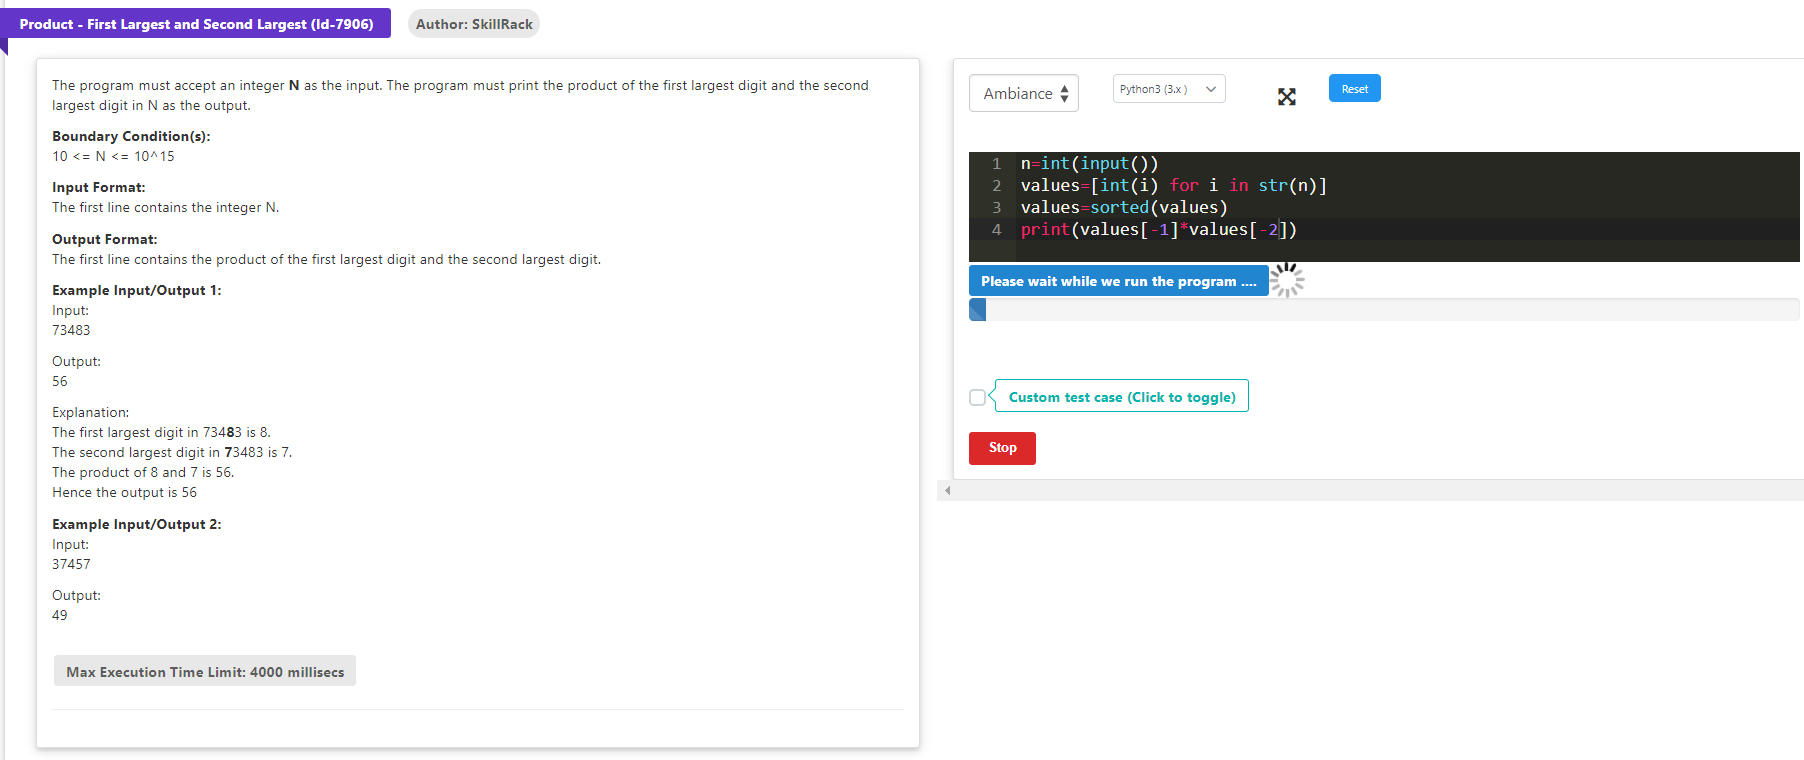 Product - First Largest and Second Largest (Id-7906)
Author: SkillRack
The program must accept an integer N as the input. The program must print the product of the first largest digit and the second
largest digit in N as the output.
Boundary Condition(s):
10 <= N <= 10^15
Input Format:
The first line contains the integer N.
Output Format:
The first line contains the product of the first largest digit and the second largest digit.
Example Input/Output 1:
Input:
73483
Output:
56
Explanation:
The first largest digit in 73483 is 8.
The second largest digit in 73483 is 7.
The product of 8 and 7 is 56.
Hence the output is 56
Example Input/Output 2:
Input:
37457
Output:
49
Max Execution Time Limit: 4000 millisecs
Ambiance
Python3 (3.x )
Reset
1 n=int(input())
2 values=[int(i) for i in str(n)]
3 values=sorted(values)
4 print(values[-1]*values[-2])
Please wait while we run the program ....
Custom test case (Click to toggle)
Stop